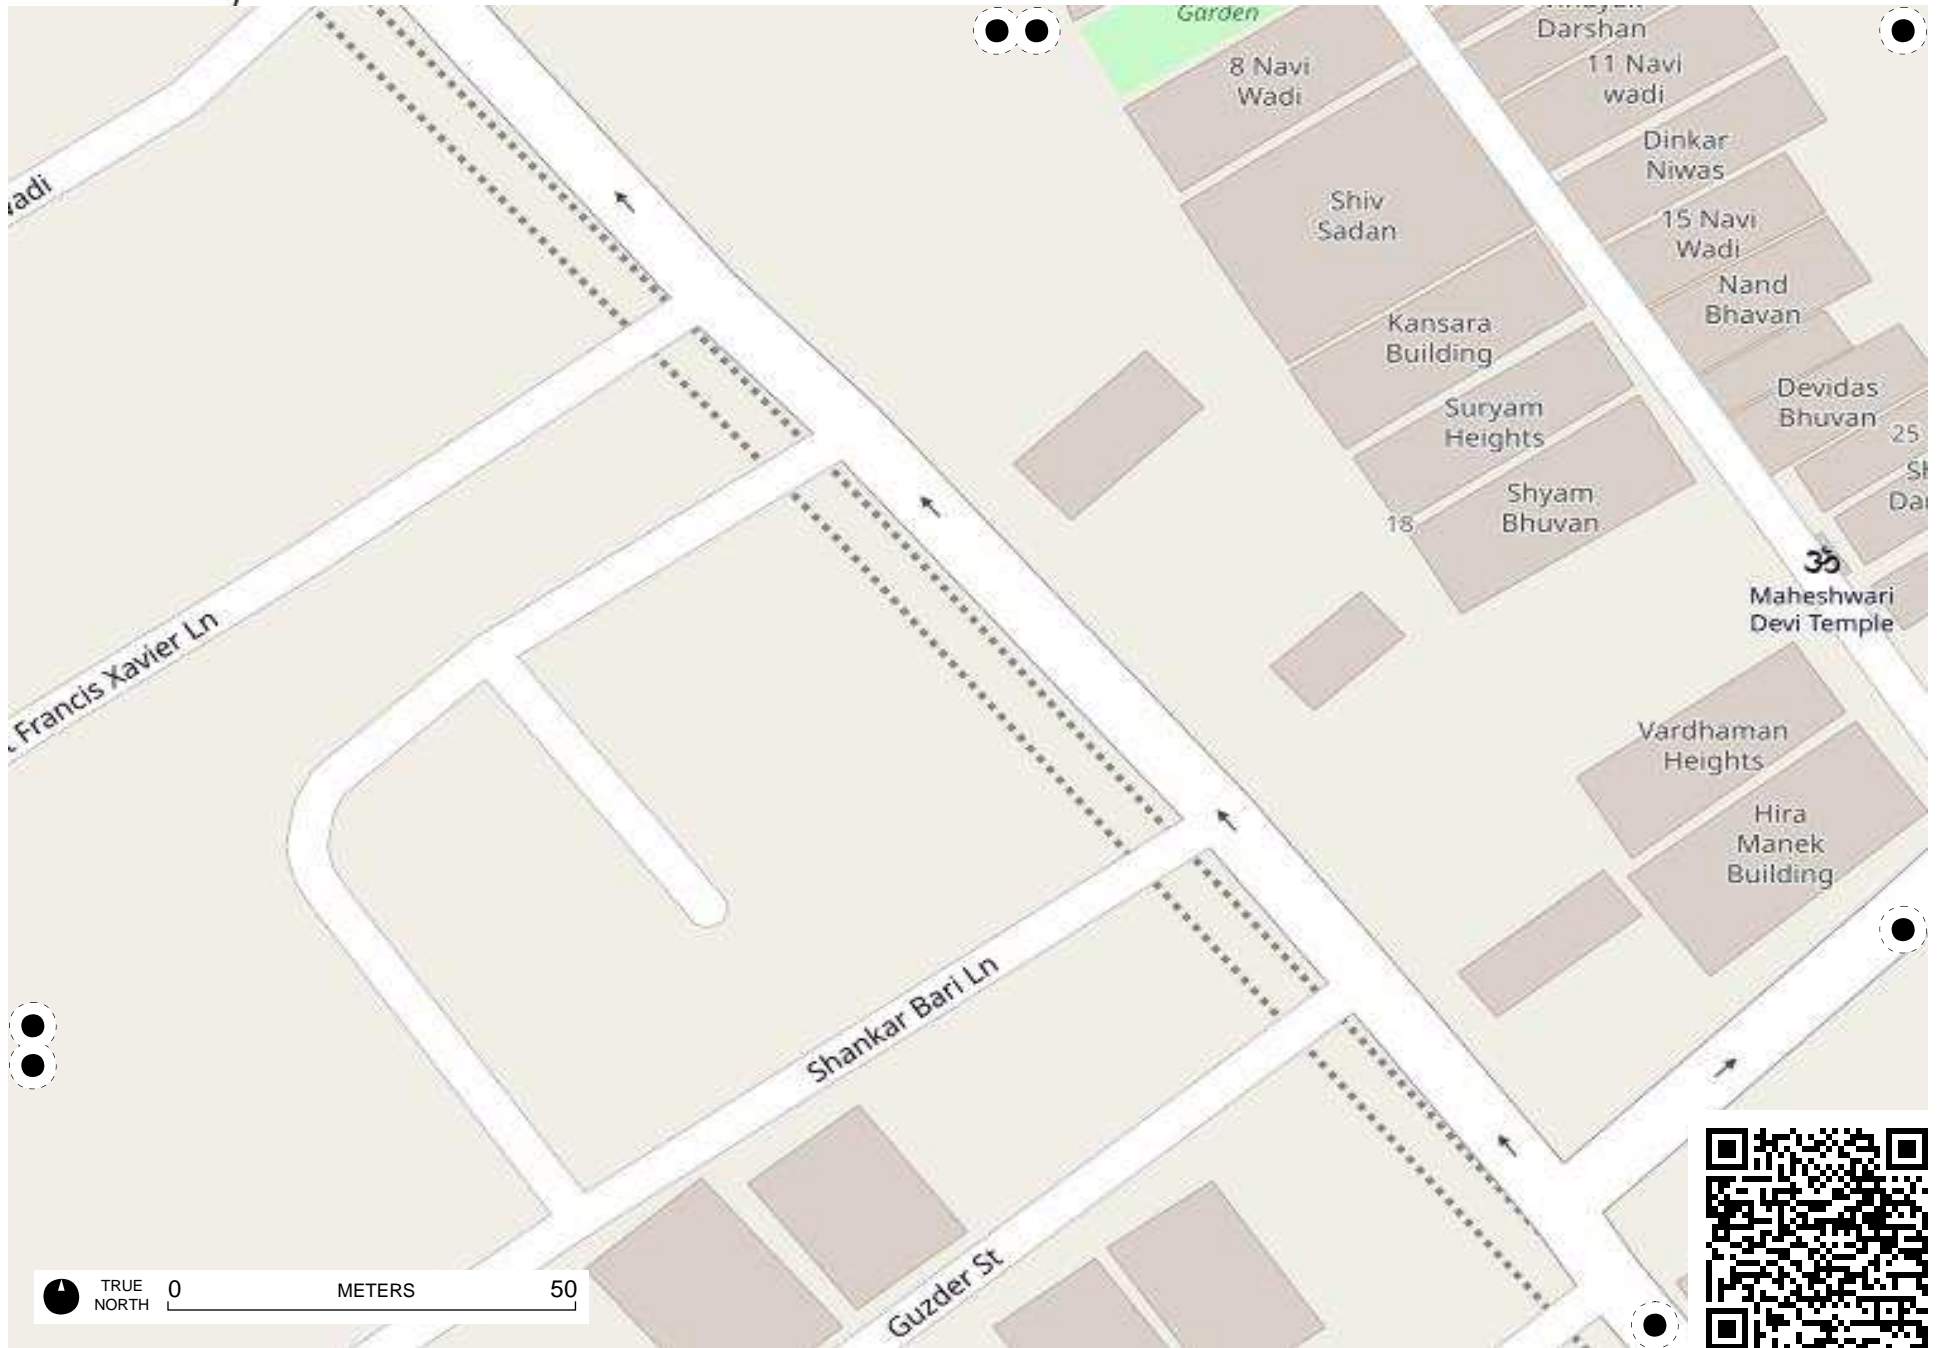 Garden
Darshan
8 Navi
Wadi
11 Navi
wadi
Dinkar
Niwas
Shiv
Sadan
15 Navi
Wadi
Nand
Bhavan
Kansara
Building
Devidas
Bhuvan
25
Suryam
Heights
Shyam
Bhuvan
18
Maheshwari
Devi Temple
Francis Xavier Ln
Vardhaman
Heights
Hira
Manek
Building
Shankar Bari Ln
Guzder St
TRUE
NORTH
0 METERS 50